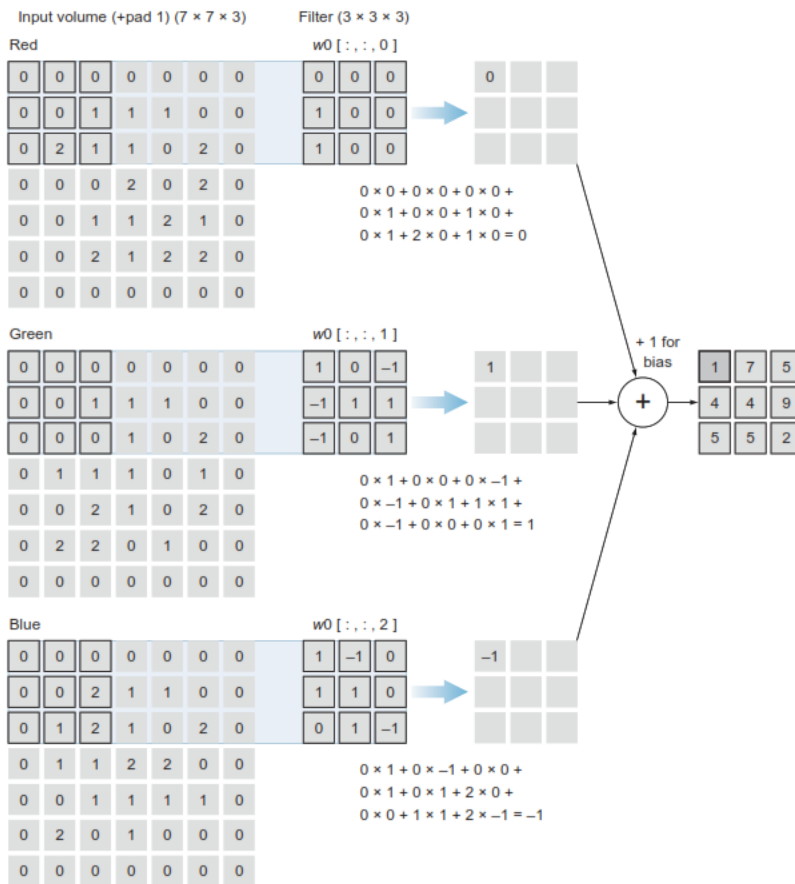 Input volume (+pad 1) (7 × 7 × 3) Filter (3 × 3 × 3)
Red w0 [ : , : , 0 ]
0 0 0 0 0 0 0 0 0 0 0
0 0 1 1 1 0 0 1 0 0
0 2 1 1 0 2 0 1 0 0
0 0 0 2 0 2 0
0 × 0 + 0 × 0 + 0 × 0 +
0 0 1 1 2 1 0
0 × 1 + 0 × 0 + 1 × 0 +
0 × 1 + 2 × 0 + 1 × 0 = 0
0 0 2 1 2 2 0
0 0 0 0 0 0 0
Green w0 [ : , : , 1 ]
+ 1 for
bias
0 0 0 0 0 0 0 1 0 –1 1 1 7 5
0 0 1 1 1 0 0 –1 1 1 + 4 4 9
0 0 0 1 0 2 0 –1 0 1 5 5 2
0 1 1 1 0 1 0
0 × 1 + 0 × 0 + 0 × –1 +
0 0 2 1 0 2 0
0 × –1 + 0 × 1 + 1 × 1 +
0 × –1 + 0 × 0 + 0 × 1 = 1
0 2 2 0 1 0 0
0 0 0 0 0 0 0
Blue w0 [ : , : , 2 ]
0 0 0 0 0 0 0 1 –1 0 –1
0 0 2 1 1 0 0 1 1 0
0 1 2 1 0 2 0 0 1 –1
0 1 1 2 2 0 0
0 × 1 + 0 × –1 + 0 × 0 +
0 0 1 1 1 1 0
0 × 1 + 0 × 1 + 2 × 0 +
0 × 0 + 1 × 1 + 2 × –1 = –1
0 2 0 1 0 0 0
0 0 0 0 0 0 0